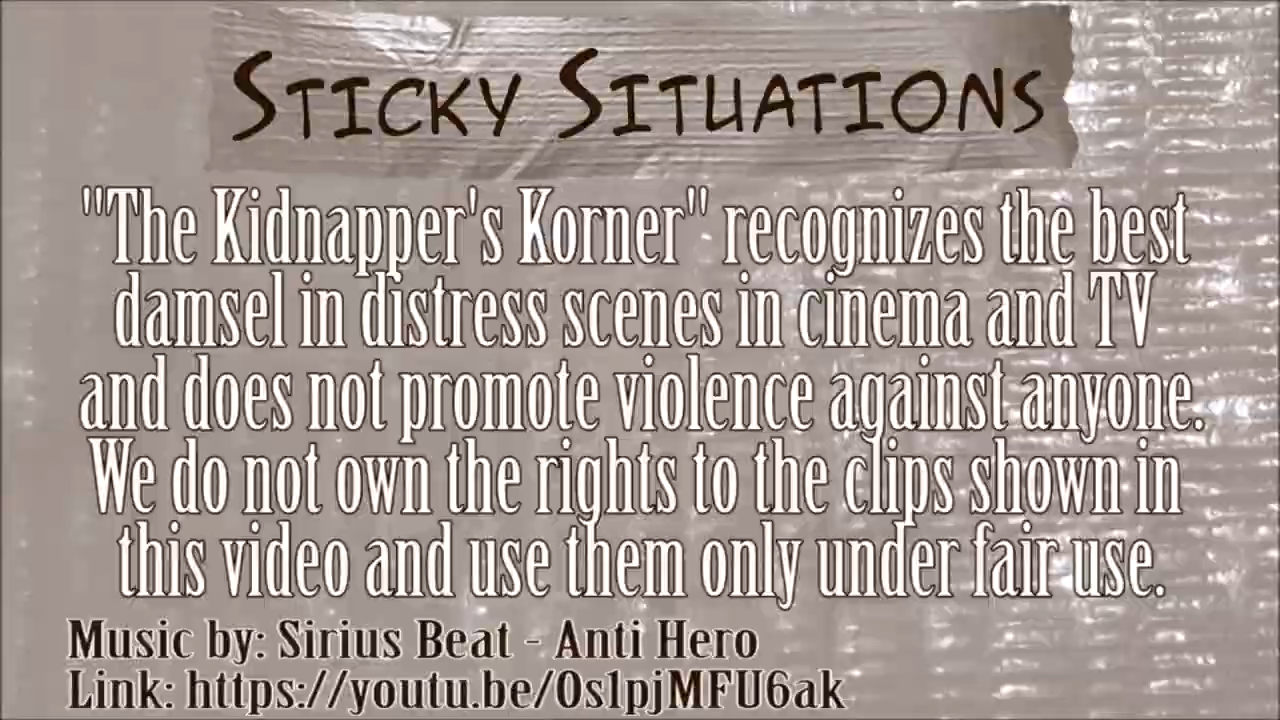 STICKY SITUATIONS
"The Kidnapper's Korner" recognizes the best
damsel in distress scenes in cinema and TV
and does not promote violence against anyone.
We do not own the rights to the clips shown in
this video and use them only under fair use.
Music by: Sirius Beat - Anti Hero
Link: https://youtu.be/0s1pjMFU6ak